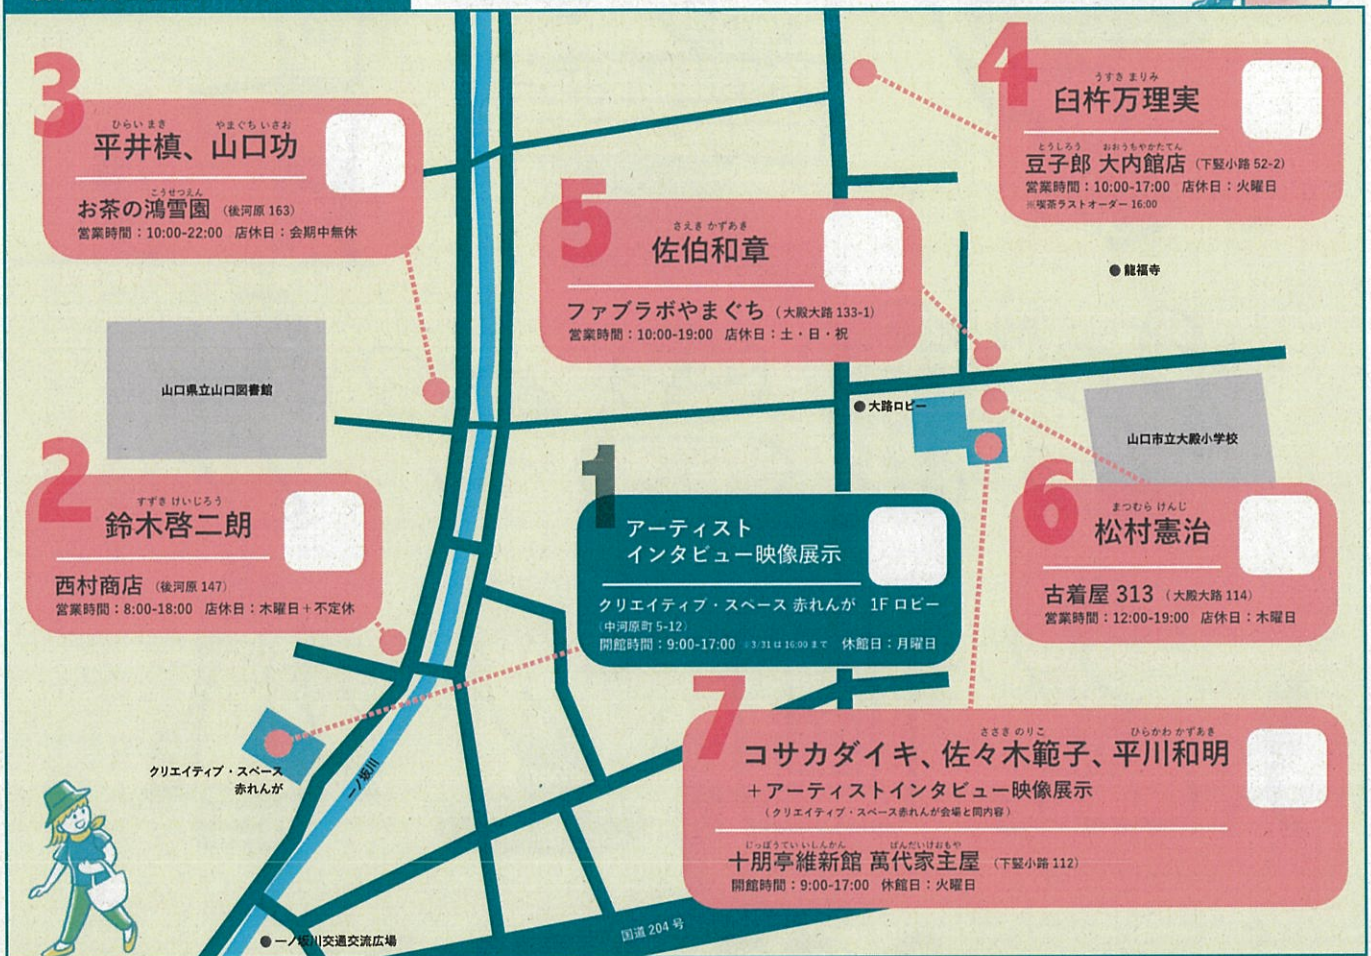 3
ひらい まき やまぐち いさお
平井槙、山口功
こうせつえん
お茶の鴻雪園 （後河原 163）
営業時間：10:00-22:00 店休日：会期中無休
4
うすき まりみ
臼杵万理実
とうしろう おおうちやかたてん
豆子郎 大内館店 （下竪小路 52-2）
営業時間：10:00-17:00 店休日：火曜日
※喫茶ラストオーダー 16:00
5
さえき かずあき
佐伯和章
ファブラボやまぐち （大殿大路 133-1）
営業時間：10:00-19:00 店休日：土・日・祝
龍福寺
山口県立山口図書館
大路ロビー
山口市立大殿小学校
2
すずき けいじろう
鈴木啓二朗
西村商店 （後河原 147）
営業時間：8:00-18:00 店休日：木曜日＋不定休
1
アーティスト
インタビュー映像展示
クリエイティブ・スペース 赤れんが 1F ロビー
（中河原町 5-12）
開館時間：9:00-17:00 ※3/31 は 16:00 まで 休館日：月曜日
6
まつむら けんじ
松村憲治
古着屋 313 （大殿大路 114）
営業時間：12:00-19:00 店休日：木曜日
7
ささき のりこ ひらかわ かずあき
コサカダイキ、佐々木範子、平川和明
＋アーティストインタビュー映像展示
（クリエイティブ・スペース赤れんが会場と同内容）
じっぽうてい いしんかん ばんだいけおもや
十朋亭維新館 萬代家主屋 （下竪小路 112）
開館時間：9:00-17:00 休館日：火曜日
クリエイティブ・スペース
赤れんが
一ノ坂川
一ノ坂川交通交流広場
国道 204 号